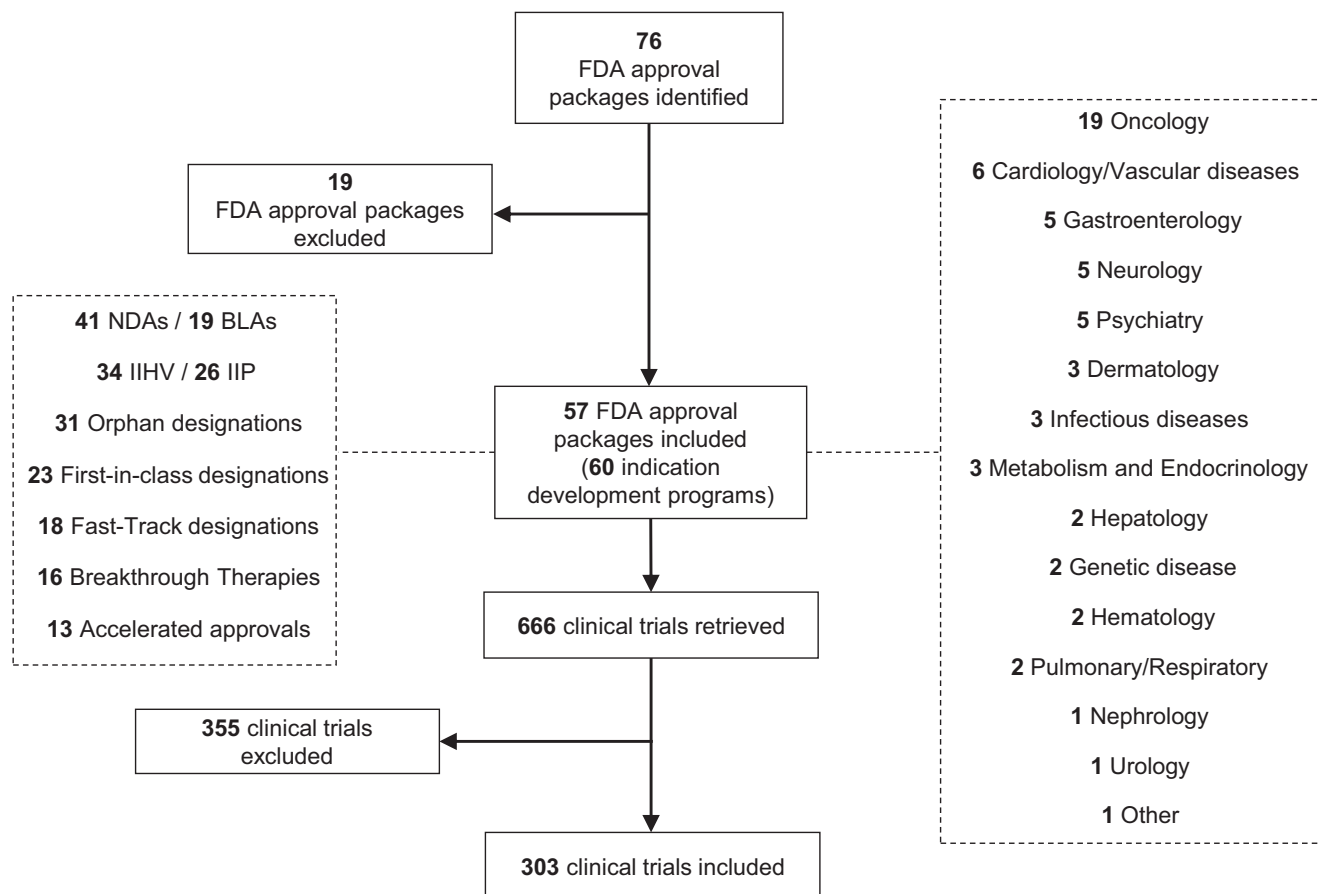 76
FDA approval
packages identified
19
FDA approval packages
excluded
41 NDAs / 19 BLAs
34 IIHV / 26 IIP
31 Orphan designations
23 First-in-class designations
18 Fast-Track designations
16 Breakthrough Therapies
13 Accelerated approvals
57 FDA approval
packages included
(60 indication
development programs)
19 Oncology
6 Cardiology/Vascular diseases
5 Gastroenterology
5 Neurology
5 Psychiatry
3 Dermatology
3 Infectious diseases
3 Metabolism and Endocrinology
2 Hepatology
2 Genetic disease
2 Hematology
2 Pulmonary/Respiratory
1 Nephrology
1 Urology
1 Other
666 clinical trials retrieved
355 clinical trials
excluded
303 clinical trials included